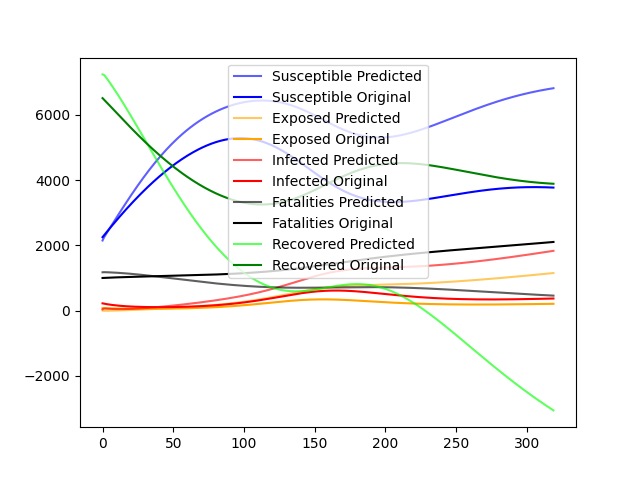 Susceptible Predicted
Susceptible Original
Exposed Predicted
Exposed Original
Infected Predicted
Infected Original
Fatalities Predicted
Fatalities Original
Recovered Predicted
Recovered Original
6000
4000
2000
0
−2000
0 50 100 150 200 250 300